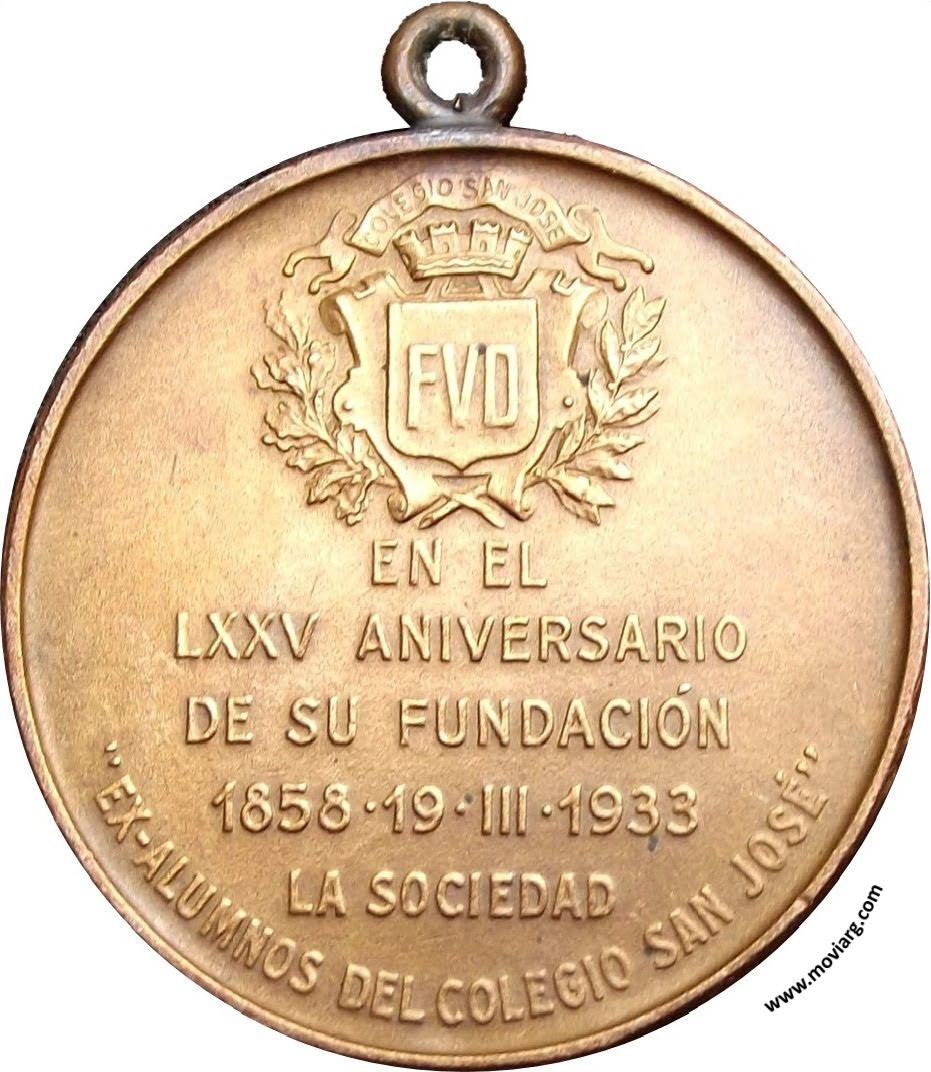 COLEGIO SAN JOSE
FVD
EN EL
LXXV ANIVERSARIO
DE SU FUNDACIÓN
1858·19·III·1933
LA SOCIEDAD
"EX-ALUMNOS DEL COLEGIO SAN JOSÉ"
www.moviarg.com